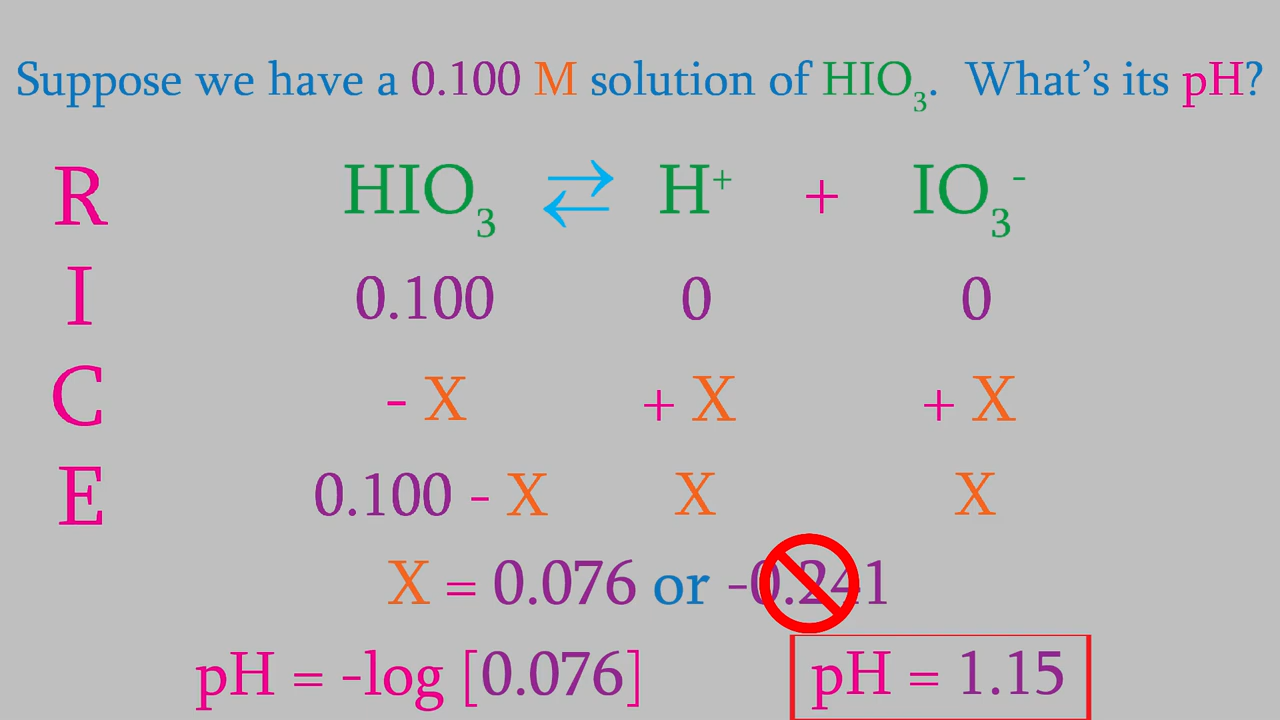 Suppose we have a 0.100 M solution of HIO₃. What's its pH?
R HIO₃ ⇄ H⁺ + IO₃⁻
I 0.100 0 0
C - X + X + X
E 0.100 - X X X
X = 0.076 or -0.241
pH = -log [0.076] pH = 1.15